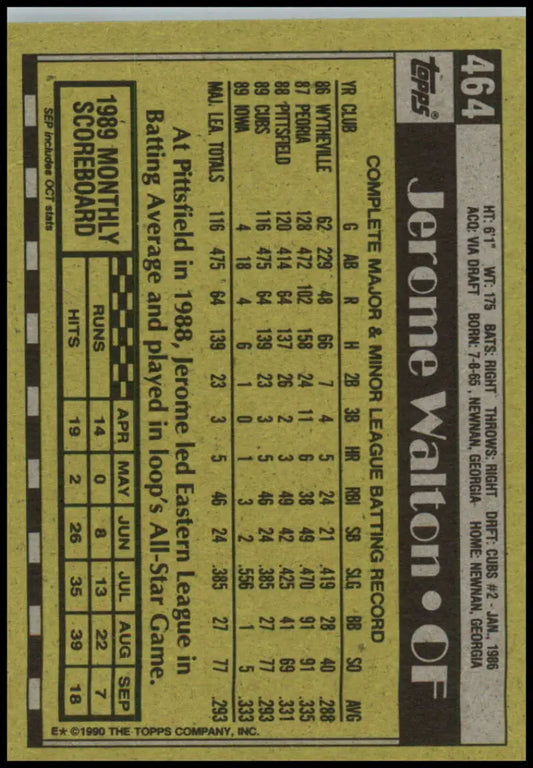 464
HT: 6'1" WT: 175 BATS: RIGHT THROWS: RIGHT DRFT: CUBS #2 - JAN., 1986
ACQ: VIA DRAFT BORN: 7-8-65, NEWNAN, GEORGIA HOME: NEWNAN, GEORGIA
TOPPS®
Jerome Walton • OF
COMPLETE MAJOR & MINOR LEAGUE BATTING RECORD
YR CLUB G AB R H 2B 3B HR RBI SB SLG BB SO AVG
86 WYTHEVILLE 62 229 48 66 7 4 5 24 21 .419 28 40 .288
87 PEORIA 128 472 102 158 24 11 6 38 49 .470 91 91 .335
88 PITTSFIELD 120 414 64 137 26 2 3 49 42 .425 41 69 .331
89 CUBS 116 475 64 139 23 3 5 46 24 .385 27 77 .293
89 IOWA 4 18 4 6 1 0 1 3 2 .556 1 5 .333
MAJ. LEA. TOTALS 116 475 64 139 23 3 5 46 24 .385 27 77 .293
At Pittsfield in 1988, Jerome led Eastern League in
Batting Average and played in loop's All-Star Game.
1989 MONTHLY
SCOREBOARD
APR MAY JUN JUL AUG SEP
RUNS 14 0 8 13 22 7
HITS 19 2 26 35 39 18
SEP includes OCT stats
E* ©1990 THE TOPPS COMPANY, INC.